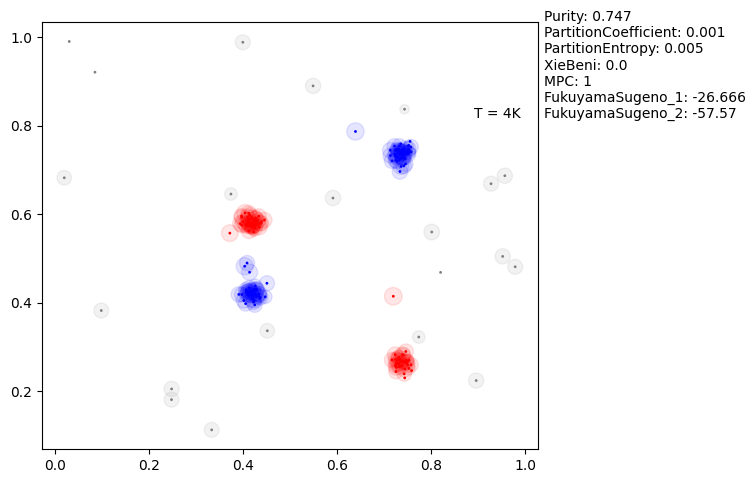 Purity: 0.747
PartitionCoefficient: 0.001
PartitionEntropy: 0.005
XieBeni: 0.0
MPC: 1
FukuyamaSugeno_1: -26.666
FukuyamaSugeno_2: -57.57
T = 4K
1.0
0.8
0.6
0.4
0.2
0.0
0.2
0.4
0.6
0.8
1.0